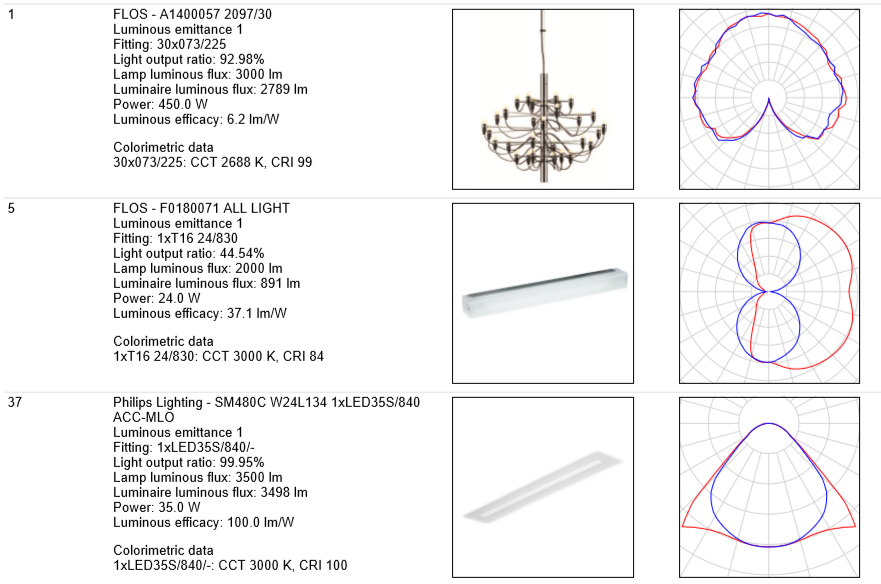 1
FLOS - A1400057 2097/30
Luminous emittance 1
Fitting: 30x073/225
Light output ratio: 92.98%
Lamp luminous flux: 3000 lm
Luminaire luminous flux: 2789 lm
Power: 450.0 W
Luminous efficacy: 6.2 lm/W
Colorimetric data
30x073/225: CCT 2688 K, CRI 99
5
FLOS - F0180071 ALL LIGHT
Luminous emittance 1
Fitting: 1xT16 24/830
Light output ratio: 44.54%
Lamp luminous flux: 2000 lm
Luminaire luminous flux: 891 lm
Power: 24.0 W
Luminous efficacy: 37.1 lm/W
Colorimetric data
1xT16 24/830: CCT 3000 K, CRI 84
37
Philips Lighting - SM480C W24L134 1xLED35S/840
ACC-MLO
Luminous emittance 1
Fitting: 1xLED35S/840/-
Light output ratio: 99.95%
Lamp luminous flux: 3500 lm
Luminaire luminous flux: 3498 lm
Power: 35.0 W
Luminous efficacy: 100.0 lm/W
Colorimetric data
1xLED35S/840/-: CCT 3000 K, CRI 100